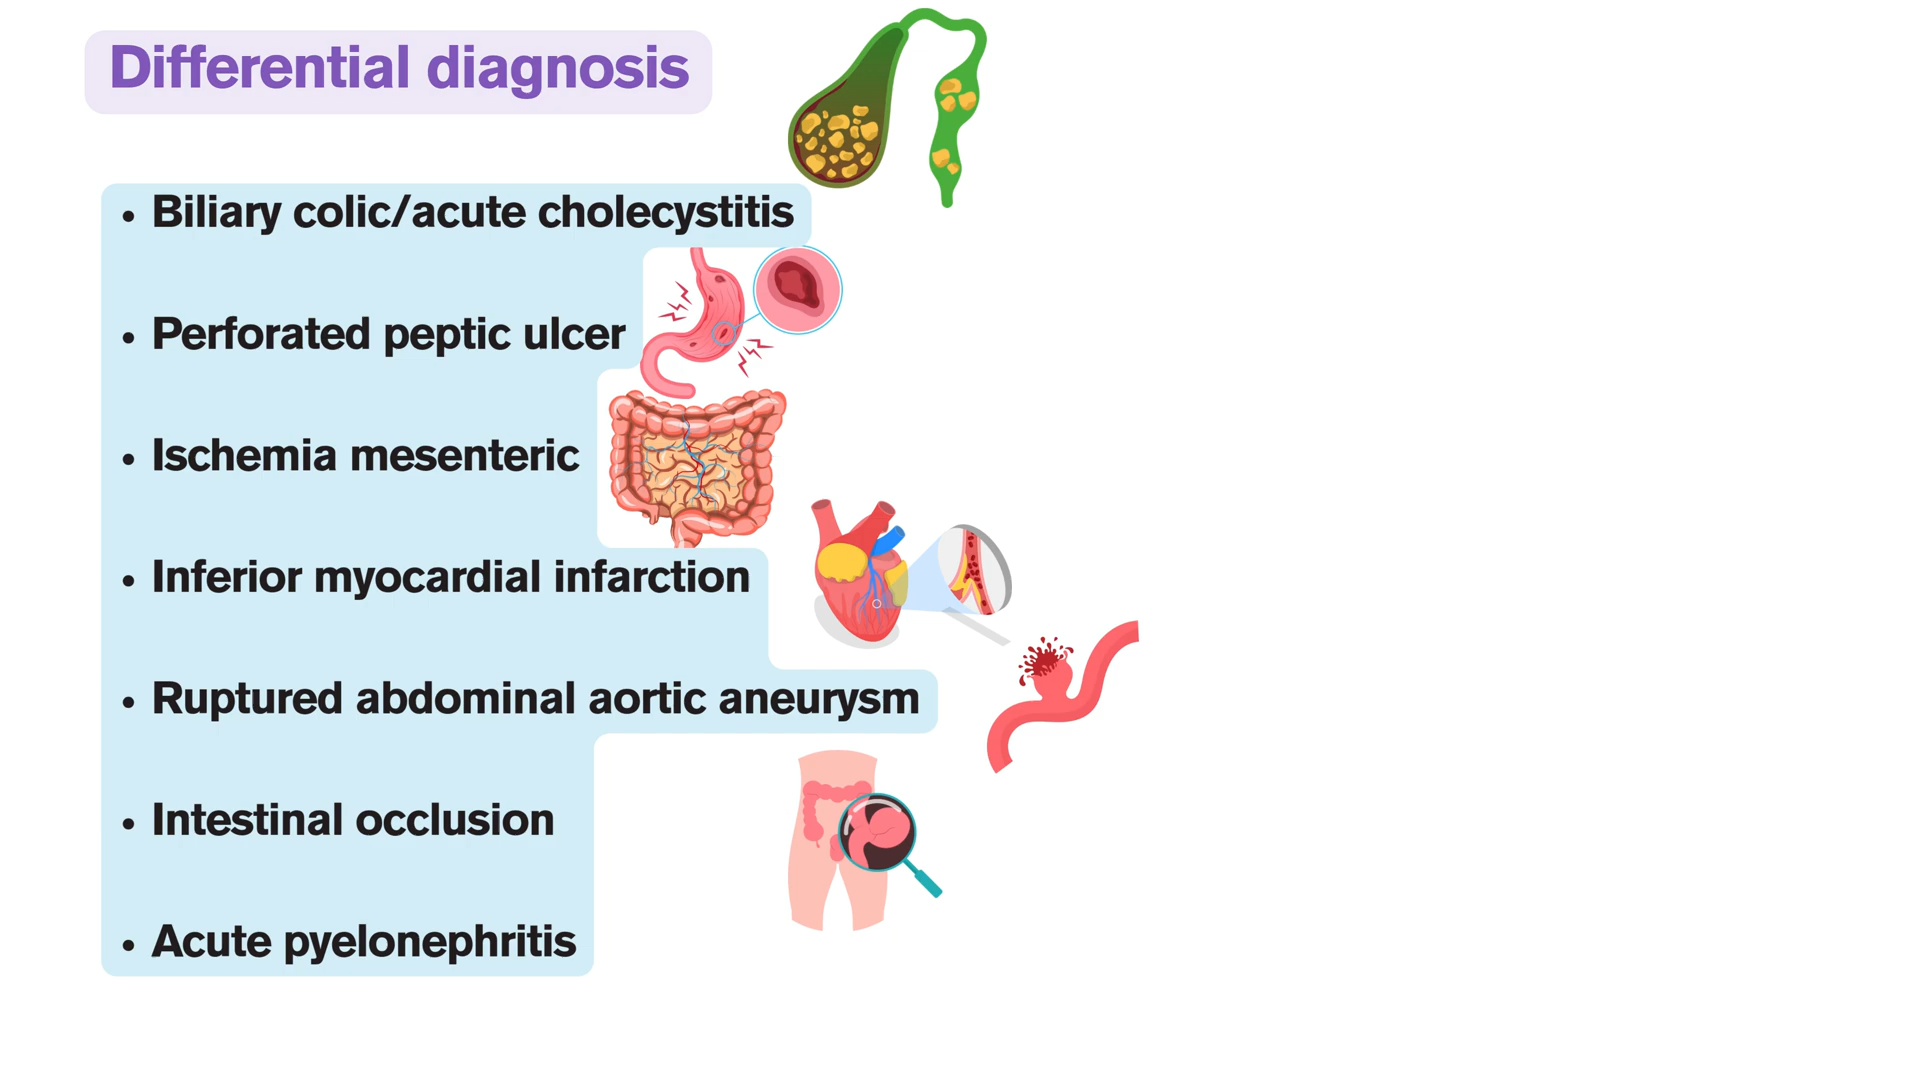 Differential diagnosis
• Biliary colic/acute cholecystitis
• Perforated peptic ulcer
• Ischemia mesenteric
• Inferior myocardial infarction
• Ruptured abdominal aortic aneurysm
• Intestinal occlusion
• Acute pyelonephritis